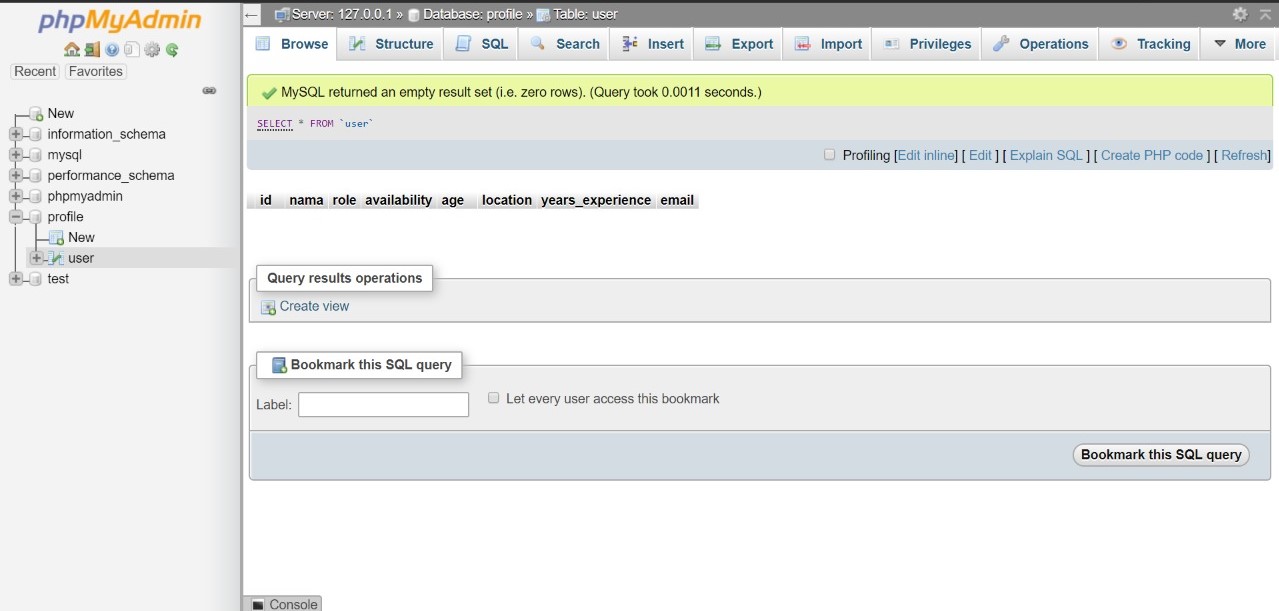 phpMyAdmin
Recent Favorites
New
information_schema
mysql
performance_schema
phpmyadmin
profile
New
user
test
Server: 127.0.0.1 » Database: profile » Table: user
Browse Structure SQL Search Insert Export Import Privileges Operations Tracking More
MySQL returned an empty result set (i.e. zero rows). (Query took 0.0011 seconds.)
SELECT * FROM `user`
Profiling [Edit inline] [ Edit ] [ Explain SQL ] [ Create PHP code ] [ Refresh]
id nama role availability age location years_experience email
Query results operations
Create view
Bookmark this SQL query
Label: Let every user access this bookmark
Bookmark this SQL query
Console